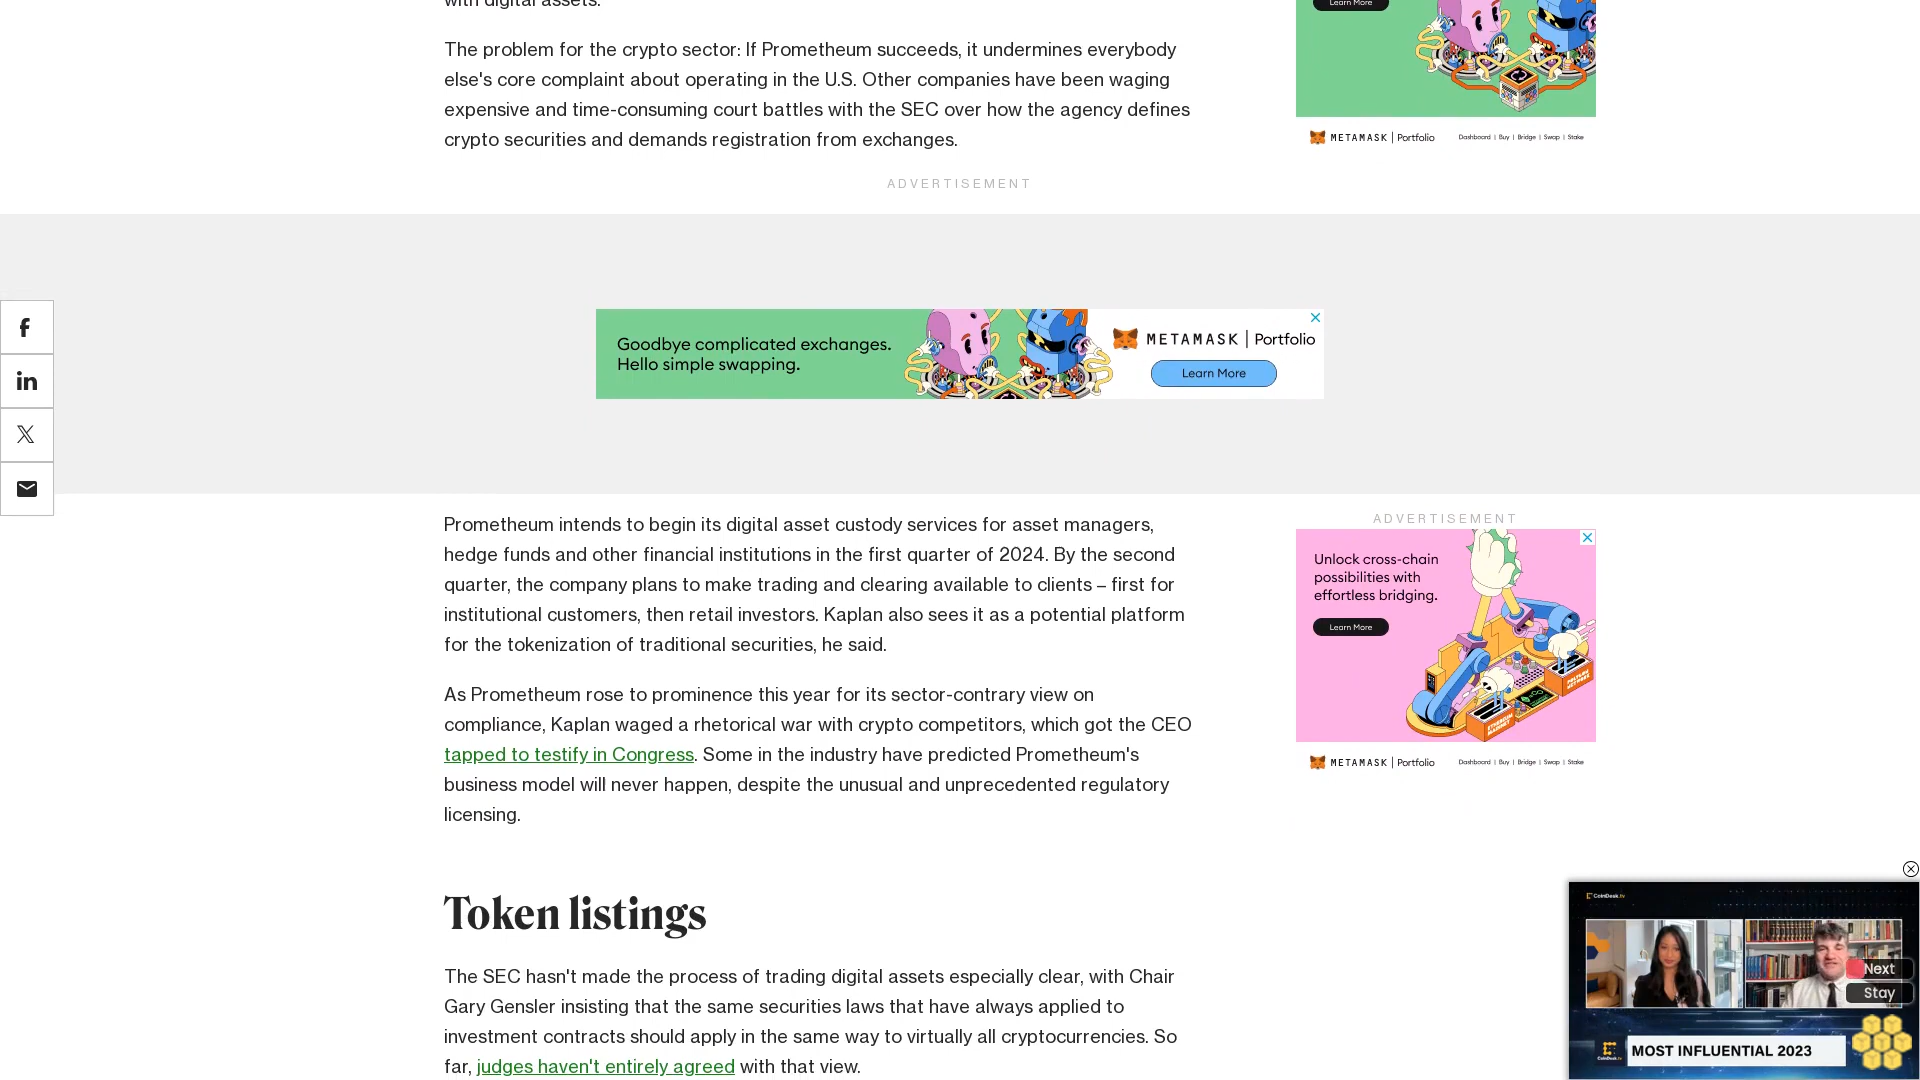 with digital assets.
The problem for the crypto sector: If Prometheum succeeds, it undermines everybody
else's core complaint about operating in the U.S. Other companies have been waging
expensive and time-consuming court battles with the SEC over how the agency defines
crypto securities and demands registration from exchanges.
Learn More
METAMASK | Portfolio
Dashboard | Buy | Bridge | Swap | Stake
ADVERTISEMENT
Goodbye complicated exchanges.
Hello simple swapping.
METAMASK | Portfolio
Learn More
Prometheum intends to begin its digital asset custody services for asset managers,
hedge funds and other financial institutions in the first quarter of 2024. By the second
quarter, the company plans to make trading and clearing available to clients – first for
institutional customers, then retail investors. Kaplan also sees it as a potential platform
for the tokenization of traditional securities, he said.
As Prometheum rose to prominence this year for its sector-contrary view on
compliance, Kaplan waged a rhetorical war with crypto competitors, which got the CEO
tapped to testify in Congress. Some in the industry have predicted Prometheum's
business model will never happen, despite the unusual and unprecedented regulatory
licensing.
ADVERTISEMENT
Unlock cross-chain
possibilities with
effortless bridging.
Learn More
METAMASK | Portfolio
Dashboard | Buy | Bridge | Swap | Stake
Token listings
The SEC hasn't made the process of trading digital assets especially clear, with Chair
Gary Gensler insisting that the same securities laws that have always applied to
investment contracts should apply in the same way to virtually all cryptocurrencies. So
far, judges haven't entirely agreed with that view.
CoinDesk.tv
Next
Stay
CoinDesk.tv
MOST INFLUENTIAL 2023